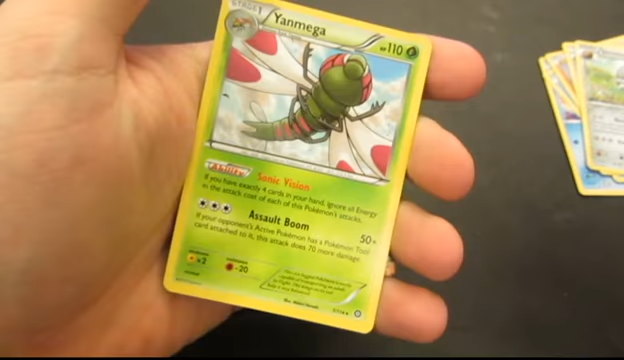 STAGE 1
Yanmega
HP110
Ability
Sonic Vision
If you have exactly 4 cards in your hand, ignore all Energy
in the attack cost of each of this Pokémon's attacks.
Assault Boom
50+
If your opponent's Active Pokémon has a Pokémon Tool
card attached to it, this attack does 70 more damage.
×2
-20